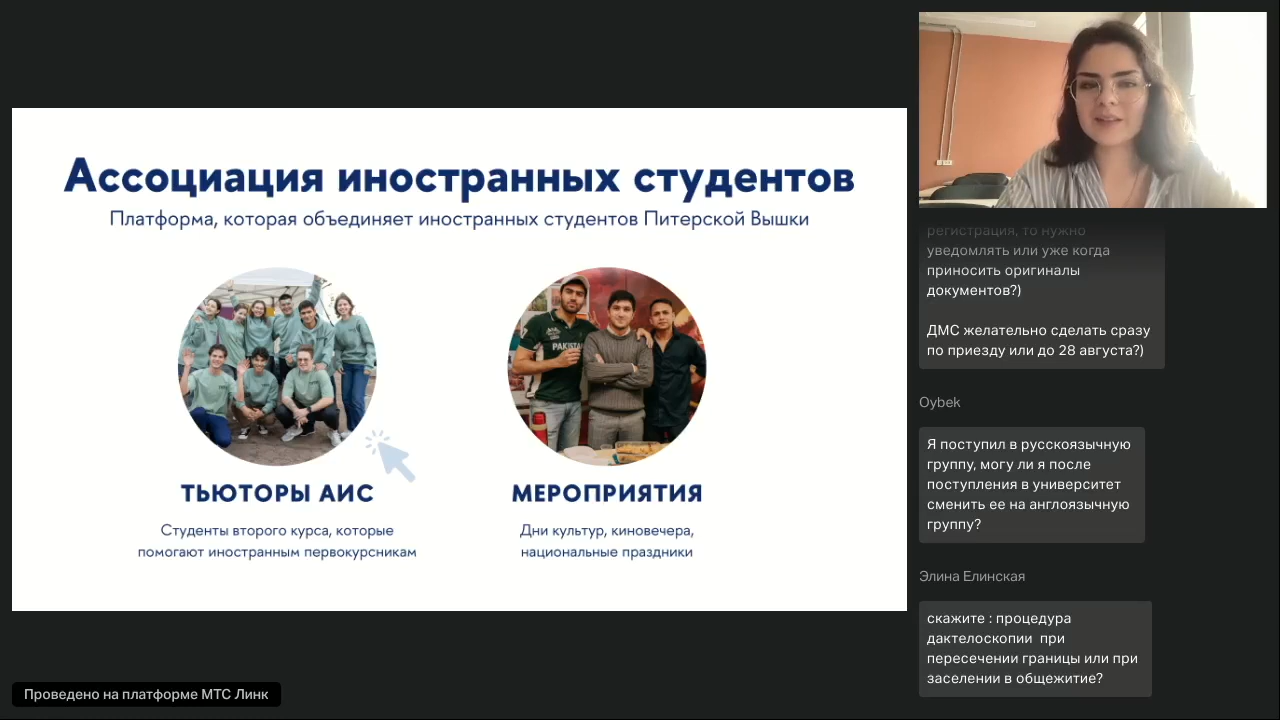 Ассоциация иностранных студентов
Платформа, которая объединяет иностранных студентов Питерской Вышки
PAKISTAN
ТЬЮТОРЫ АИС
Студенты второго курса, которые
помогают иностранным первокурсникам
МЕРОПРИЯТИЯ
Дни культур, киновечера,
национальные праздники
Проведено на платформе МТС Линк
регистрация, то нужно
уведомлять или уже когда
приносить оригиналы
документов?)
ДМС желательно сделать сразу
по приезду или до 28 августа?)
Oybek
Я поступил в русскоязычную
группу, могу ли я после
поступления в университет
сменить ее на англоязычную
группу?
Элина Елинская
скажите : процедура
дактелоскопии при
пересечении границы или при
заселении в общежитие?